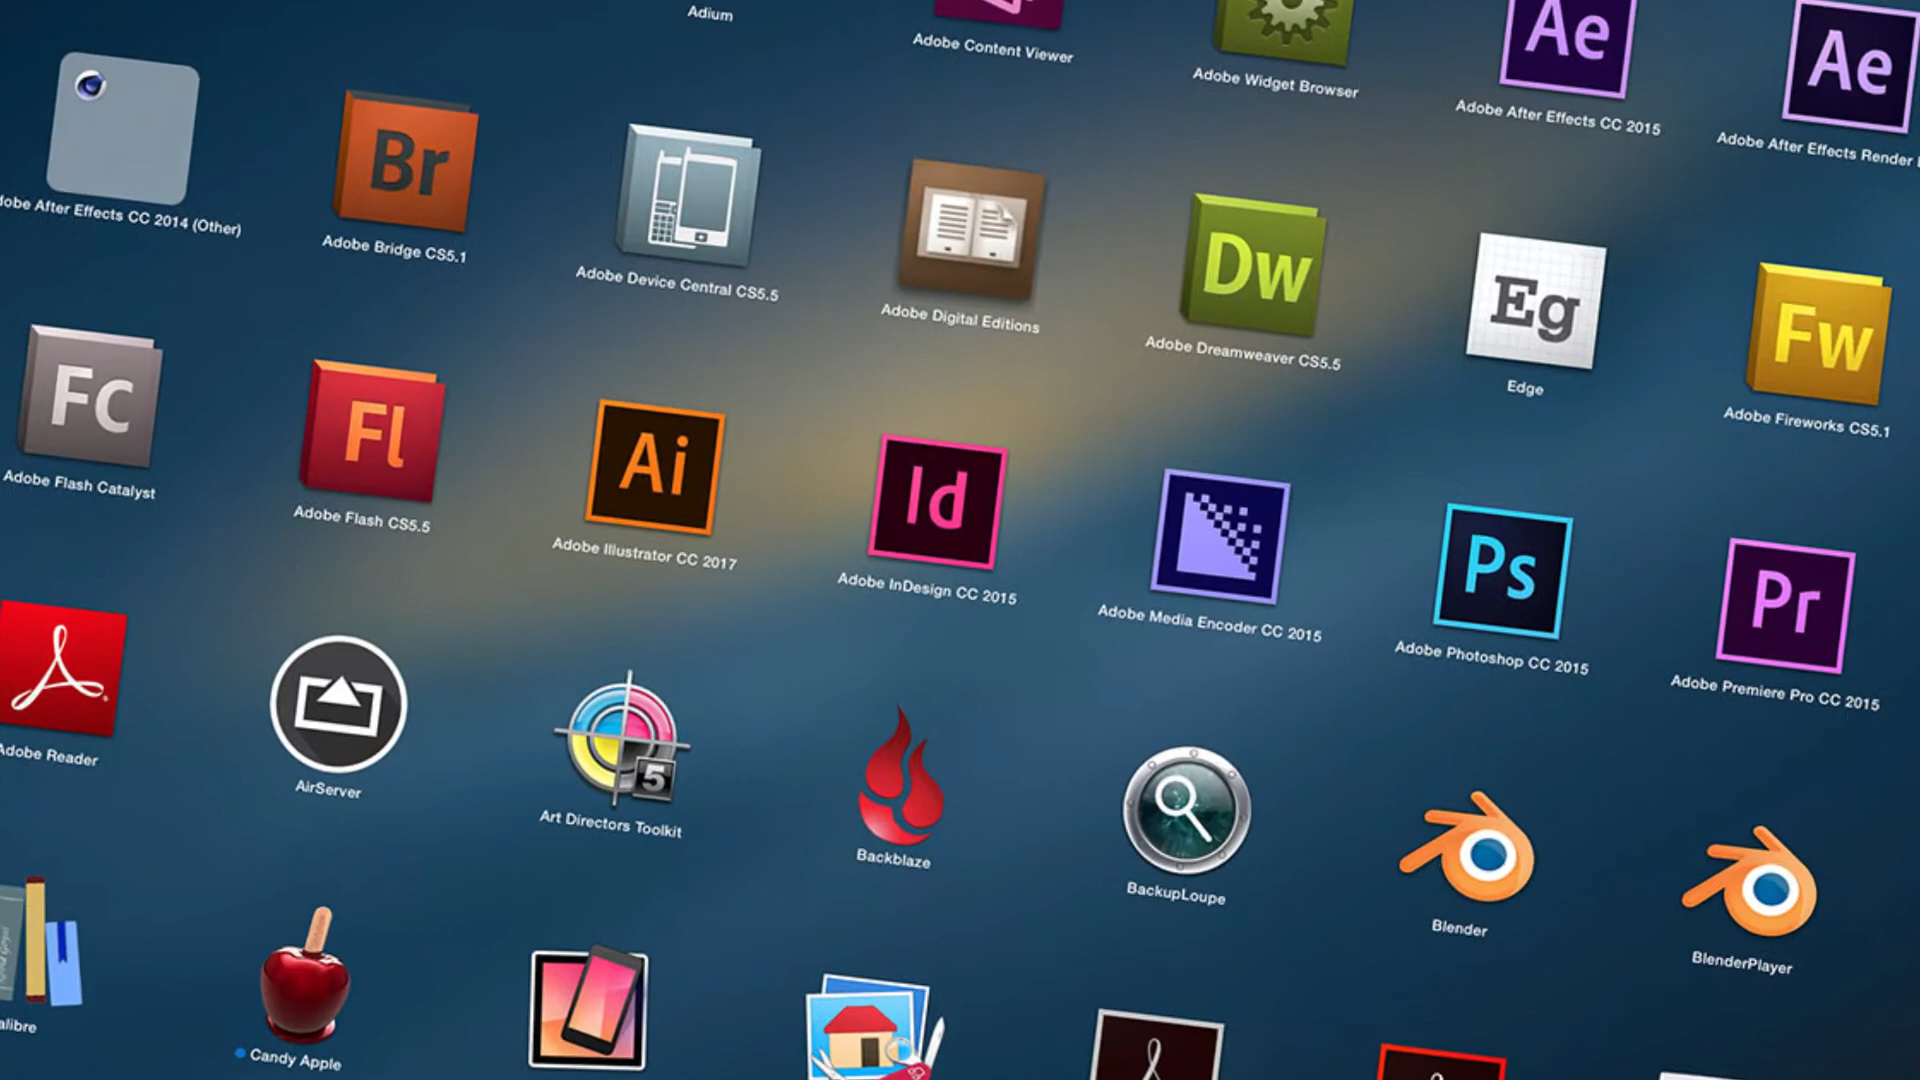 Adium
Adobe Content Viewer
Adobe Widget Browser
Ae
Adobe After Effects CC 2015
Ae
Adobe After Effects Render
dobe After Effects CC 2014 (Other)
Br
Adobe Bridge CS5.1
Adobe Device Central CS5.5
Adobe Digital Editions
Dw
Adobe Dreamweaver CS5.5
Eg
Edge
Fw
Adobe Fireworks CS5.1
Fc
Adobe Flash Catalyst
Fl
Adobe Flash CS5.5
Ai
Adobe Illustrator CC 2017
Id
Adobe InDesign CC 2015
Adobe Media Encoder CC 2015
Ps
Adobe Photoshop CC 2015
Pr
Adobe Premiere Pro CC 2015
Adobe Reader
AirServer
5
Art Directors Toolkit
Backblaze
BackupLoupe
Blender
BlenderPlayer
alibre
Candy Apple